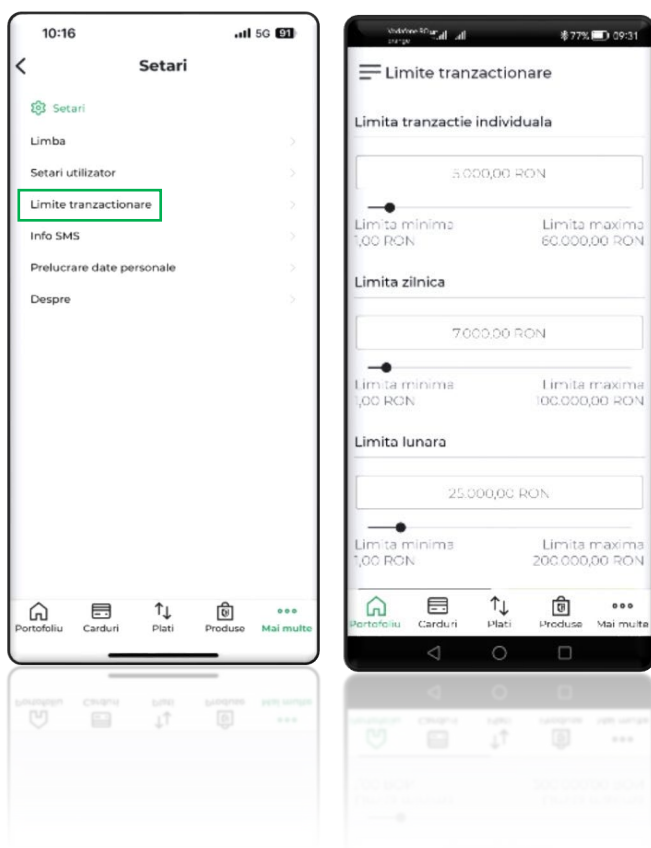 10:16
5G 91
Setari
Setari
Limba
Setari utilizator
Limite tranzactionare
Info SMS
Prelucrare date personale
Despre
Portofoliu Carduri Plati Produse Mai multe
orange
77% 09:31
Limite tranzactionare
Limita tranzactie individuala
5.000,00 RON
Limita minima Limita maxima
1,00 RON 60.000,00 RON
Limita zilnica
7.000,00 RON
Limita minima Limita maxima
1,00 RON 100.000,00 RON
Limita lunara
25.000,00 RON
Limita minima Limita maxima
1,00 RON 200.000,00 RON
Portofoliu Carduri Plati Produse Mai multe